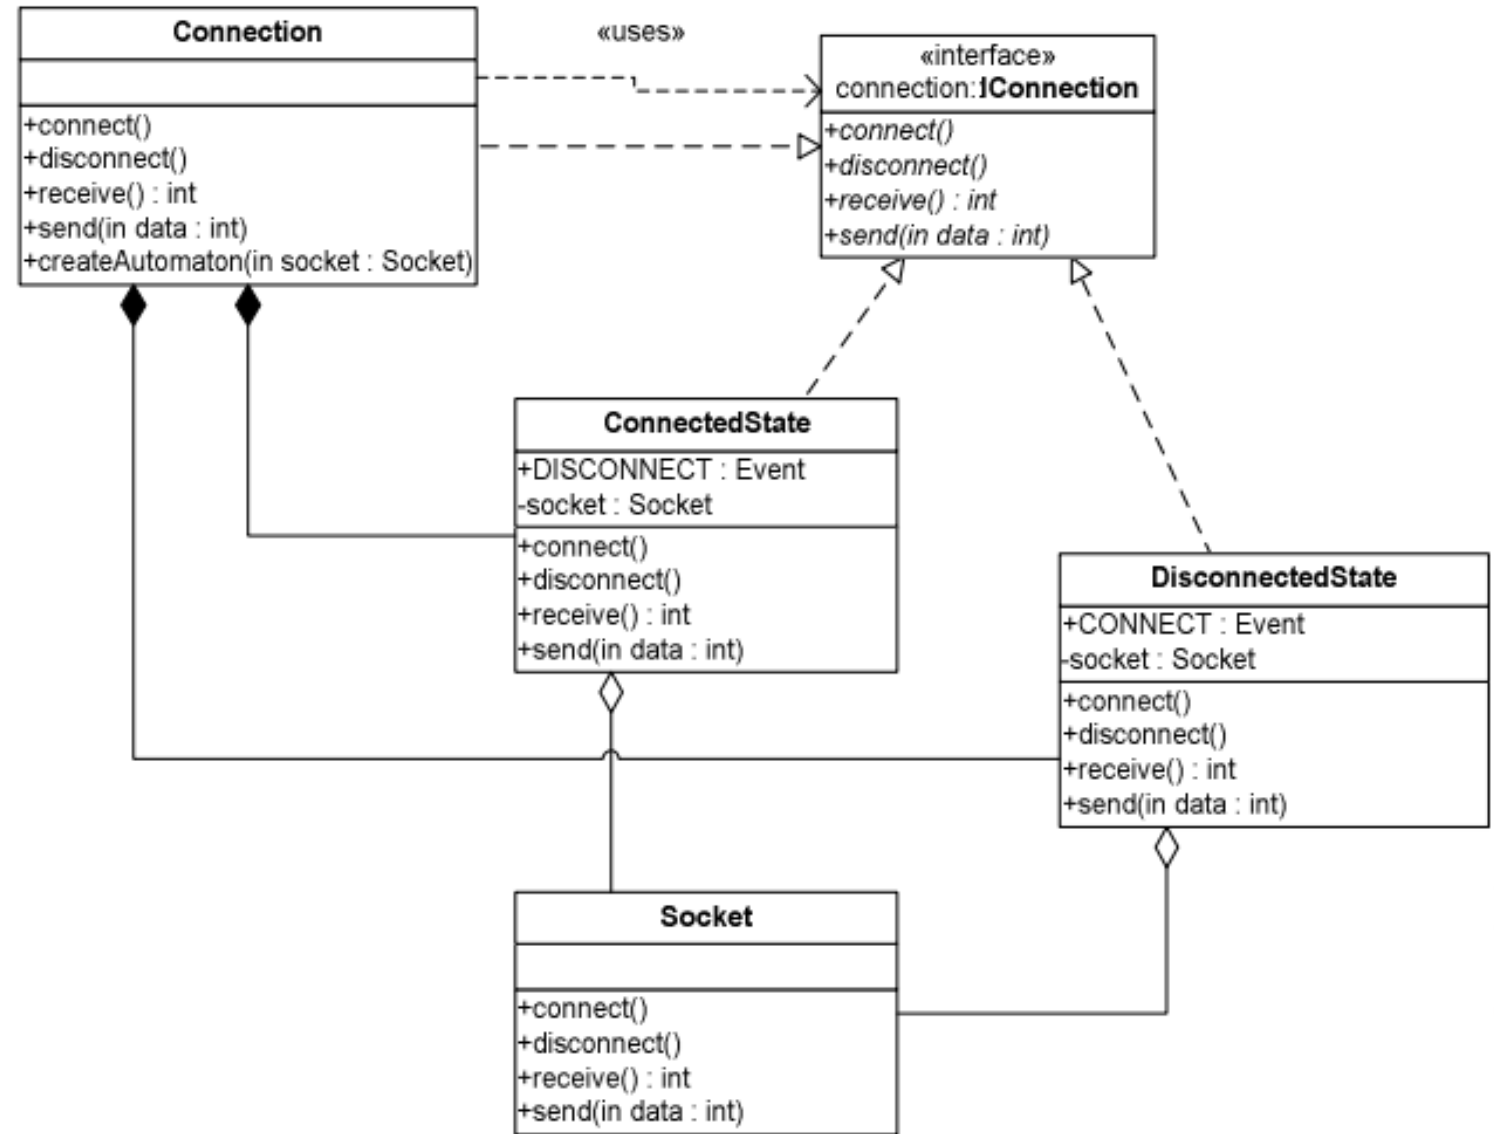 Connection
+connect()
+disconnect()
+receive() : int
+send(in data : int)
+createAutomaton(in socket : Socket)
«uses»
«interface»
connection::IConnection
+connect()
+disconnect()
+receive() : int
+send(in data : int)
ConnectedState
+DISCONNECT : Event
-socket : Socket
+connect()
+disconnect()
+receive() : int
+send(in data : int)
DisconnectedState
+CONNECT : Event
-socket : Socket
+connect()
+disconnect()
+receive() : int
+send(in data : int)
Socket
+connect()
+disconnect()
+receive() : int
+send(in data : int)